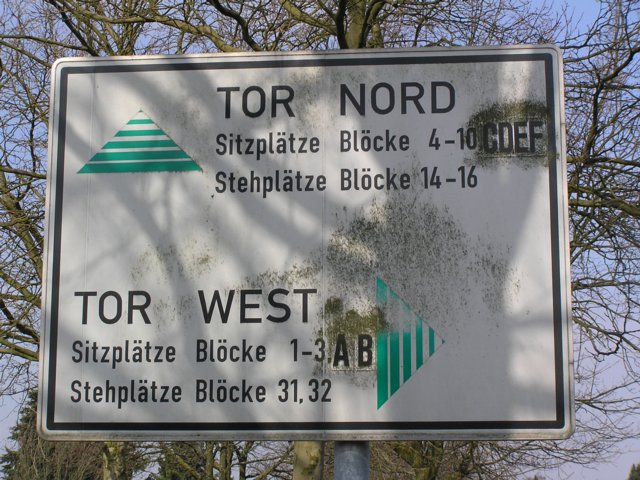 TOR NORD
Sitzplätze Blöcke 4-10 CDEF
Stehplätze Blöcke 14-16
TOR WEST
Sitzplätze Blöcke 1-3 AB
Stehplätze Blöcke 31, 32